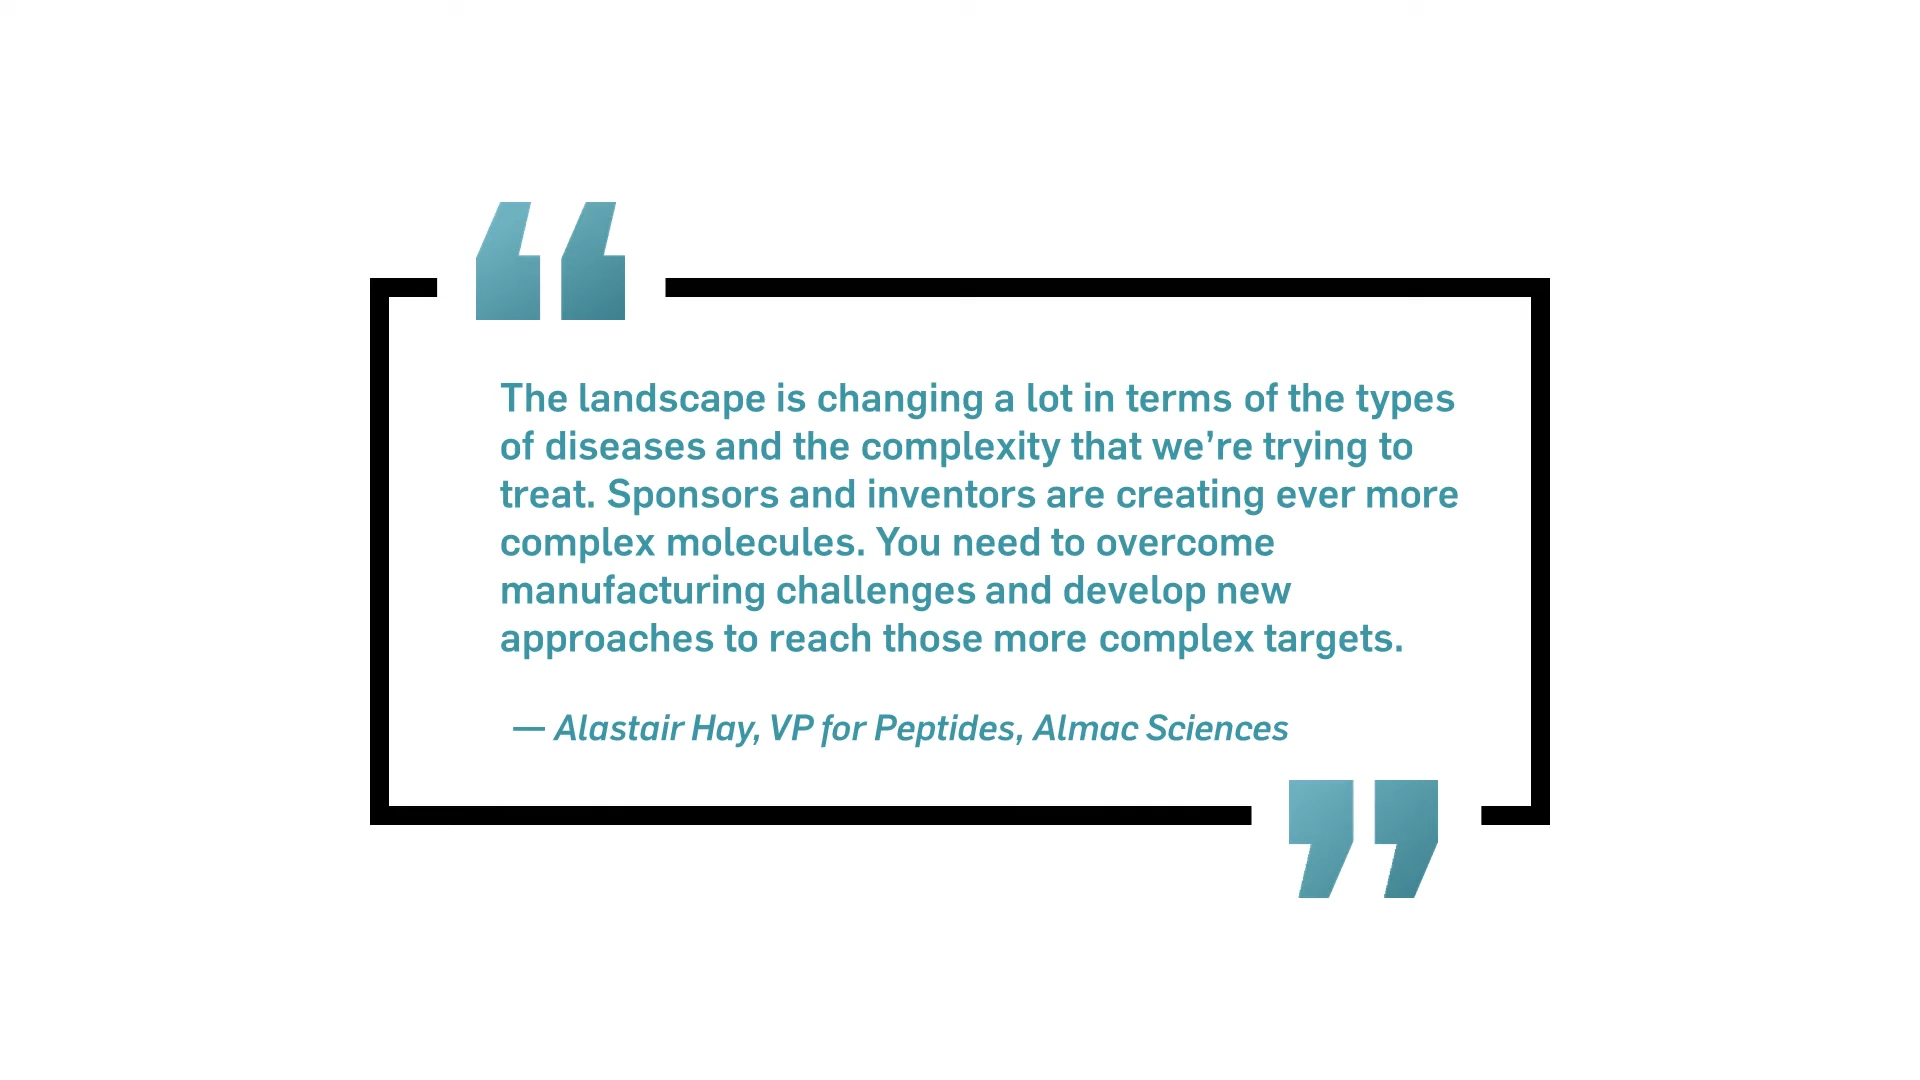 “
The landscape is changing a lot in terms of the types
of diseases and the complexity that we’re trying to
treat. Sponsors and inventors are creating ever more
complex molecules. You need to overcome
manufacturing challenges and develop new
approaches to reach those more complex targets.
— Alastair Hay, VP for Peptides, Almac Sciences
”